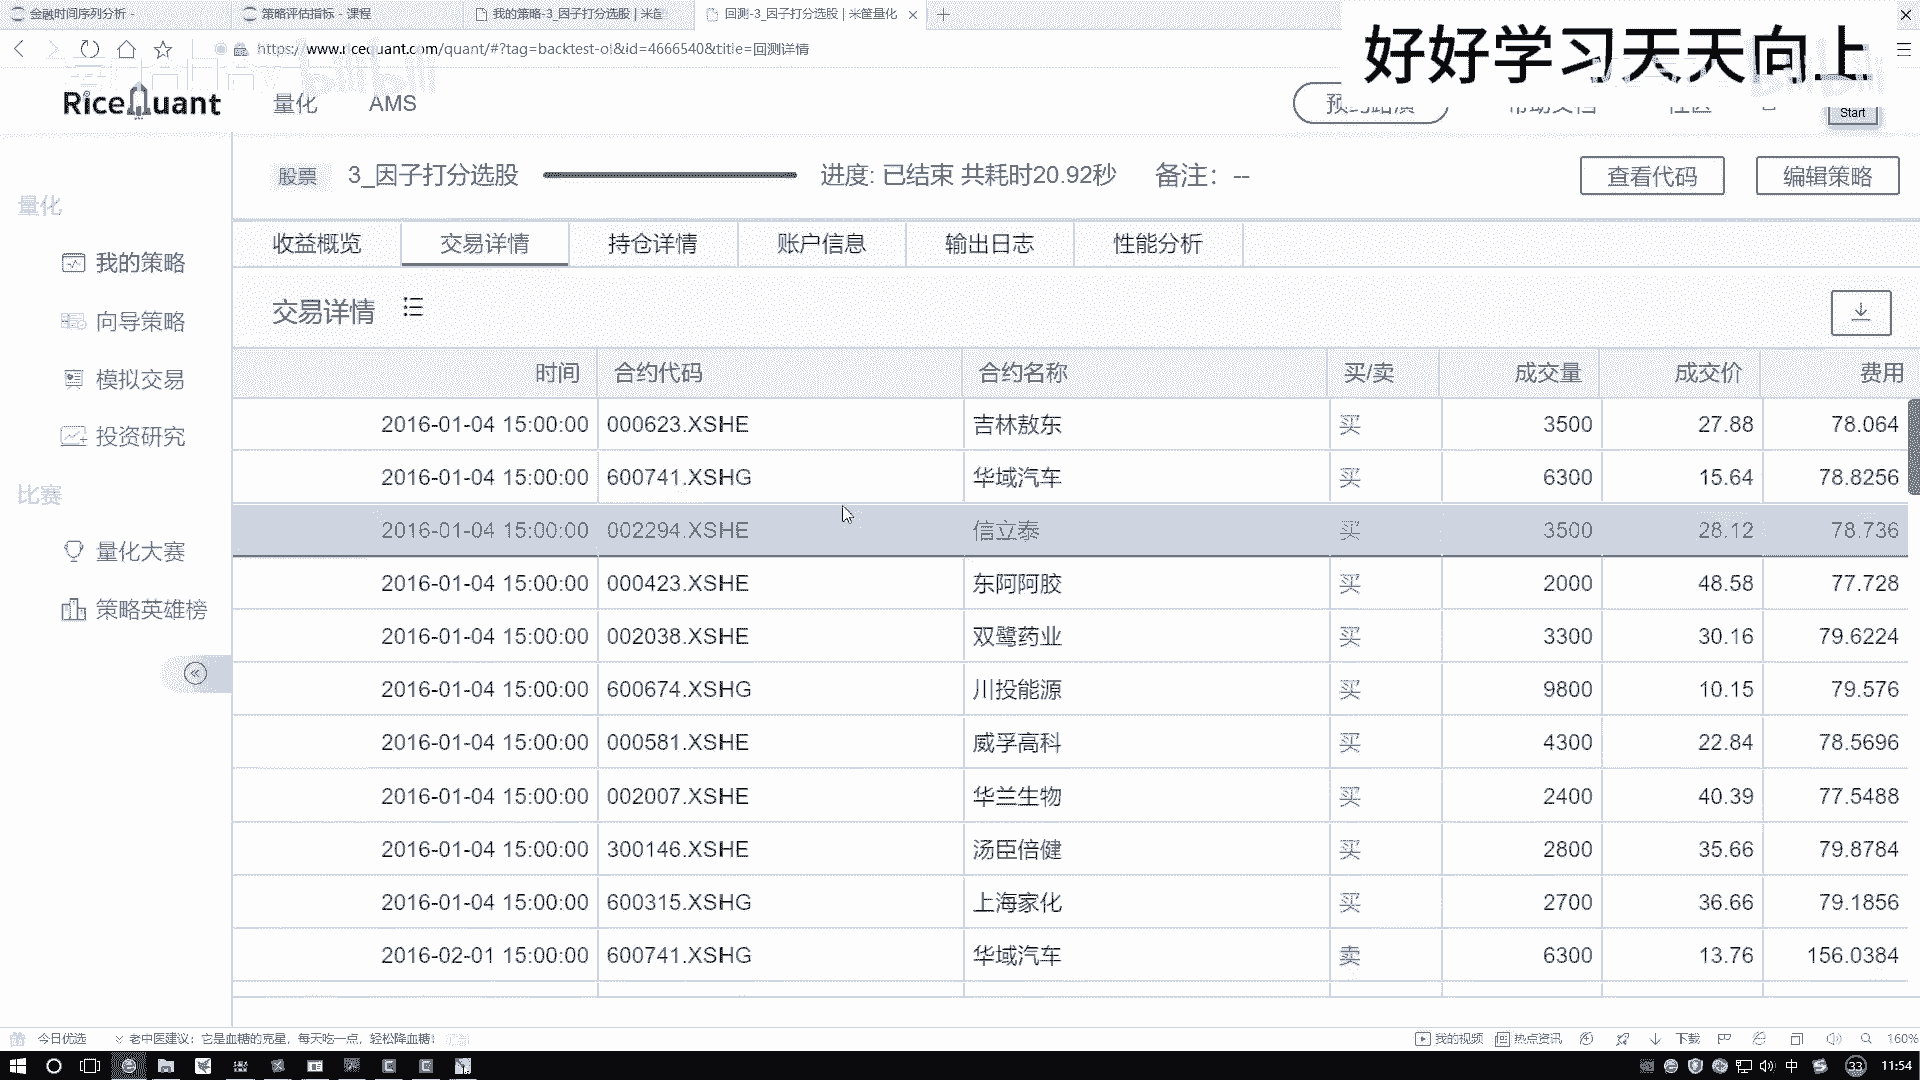 金融时间序列分析 -
策略评估指标 - 课程
我的策略-3_因子打分选股 | 米筐
回测-3_因子打分选股 | 米筐量化
https://www.ricequant.com/quant/#?tag=backtest-ol&id=4666540&title=回测详情
好好学习天天向上
RiceQuant
量化
AMS
Start
股票
3_因子打分选股
进度: 已结束 共耗时20.92秒
备注: --
查看代码
编辑策略
量化
我的策略
向导策略
模拟交易
投资研究
比赛
量化大赛
策略英雄榜
收益概览 交易详情 持仓详情 账户信息 输出日志 性能分析
交易详情
时间 合约代码 合约名称 买/卖 成交量 成交价 费用
2016-01-04 15:00:00 000623.XSHE 吉林敖东 买 3500 27.88 78.064
2016-01-04 15:00:00 600741.XSHG 华域汽车 买 6300 15.64 78.8256
2016-01-04 15:00:00 002294.XSHE 信立泰 买 3500 28.12 78.736
2016-01-04 15:00:00 000423.XSHE 东阿阿胶 买 2000 48.58 77.728
2016-01-04 15:00:00 002038.XSHE 双鹭药业 买 3300 30.16 79.6224
2016-01-04 15:00:00 600674.XSHG 川投能源 买 9800 10.15 79.576
2016-01-04 15:00:00 000581.XSHE 威孚高科 买 4300 22.84 78.5696
2016-01-04 15:00:00 002007.XSHE 华兰生物 买 2400 40.39 77.5488
2016-01-04 15:00:00 300146.XSHE 汤臣倍健 买 2800 35.66 79.8784
2016-01-04 15:00:00 600315.XSHG 上海家化 买 2700 36.66 79.1856
2016-02-01 15:00:00 600741.XSHG 华域汽车 卖 6300 13.76 156.0384
今日优选
老中医建议: 它是血糖的克星, 每天吃一点, 轻松降血糖!
我的视频
热点资讯
下载
160%
中
33
11:54